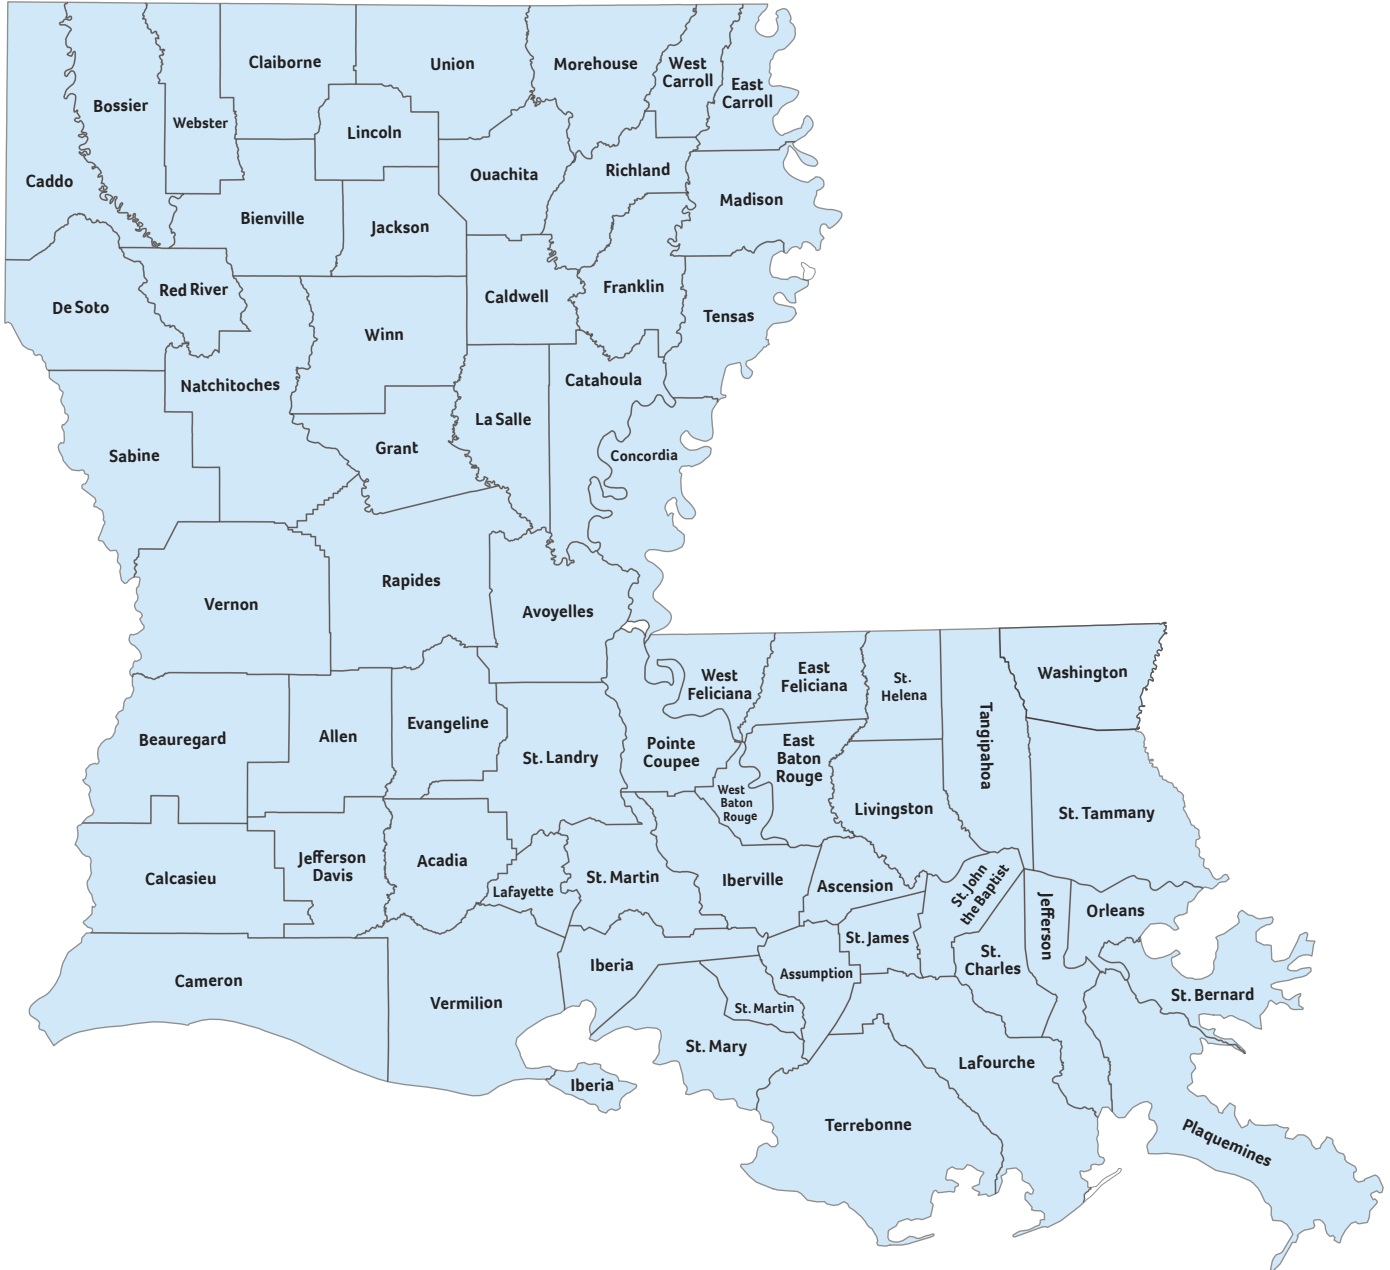 Claiborne
Union
Morehouse
West
Carroll
East
Carroll
Bossier
Webster
Lincoln
Caddo
Ouachita
Richland
Madison
Bienville
Jackson
De Soto
Red River
Caldwell
Franklin
Tensas
Winn
Natchitoches
Catahoula
La Salle
Sabine
Grant
Concordia
Vernon
Rapides
Avoyelles
West
Feliciana
East
Feliciana
St.
Helena
Tangipahoa
Washington
Beauregard
Allen
Evangeline
St. Landry
Pointe
Coupee
East
Baton
Rouge
West
Baton
Rouge
Livingston
St. Tammany
Calcasieu
Jefferson
Davis
Acadia
Lafayette
St. Martin
Iberville
Ascension
St. John
the Baptist
Jefferson
Orleans
Cameron
Vermilion
Iberia
Assumption
St. James
St.
Charles
St. Bernard
St. Martin
St. Mary
Lafourche
Iberia
Terrebonne
Plaquemines